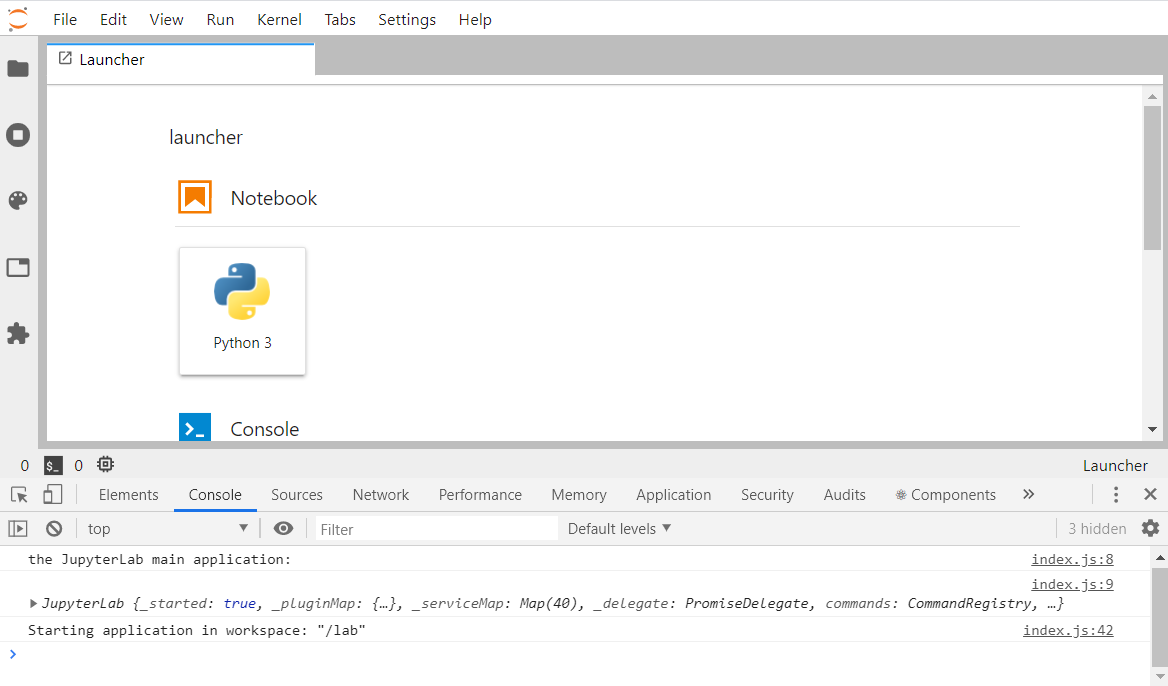 File Edit View Run Kernel Tabs Settings Help
Launcher
launcher
Notebook
Python 3
Console
0 $_ 0 Launcher
Elements Console Sources Network Performance Memory Application Security Audits Components »
top Filter Default levels 3 hidden
the JupyterLab main application: index.js:8
index.js:9
JupyterLab {_started: true, _pluginMap: {…}, _serviceMap: Map(40), _delegate: PromiseDelegate, commands: CommandRegistry, …}
Starting application in workspace: "/lab" index.js:42